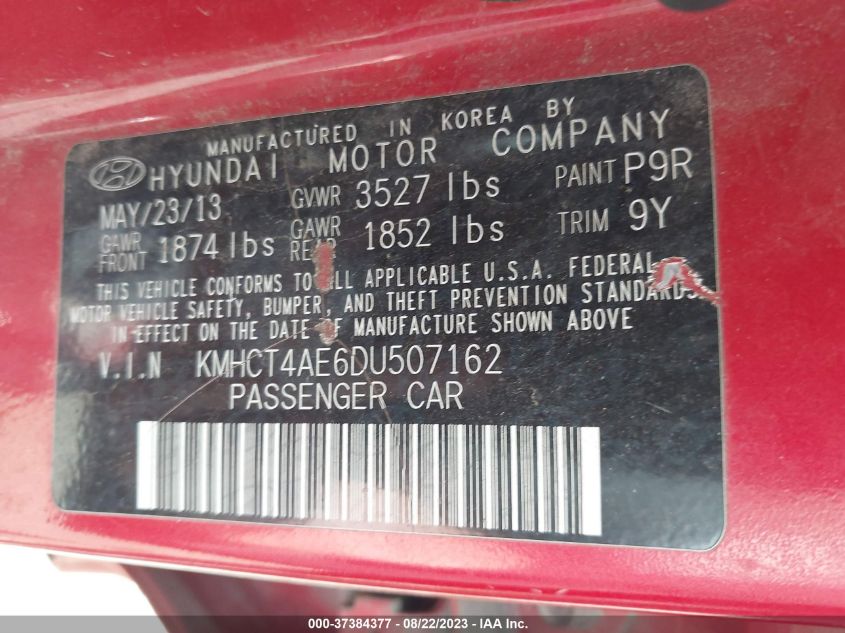 MANUFACTURED IN KOREA BY
HYUNDAI MOTOR COMPANY
MAY/23/13 GVWR 3527 lbs PAINT P9R
GAWR FRONT 1874 lbs GAWR REAR 1852 lbs TRIM 9Y
THIS VEHICLE CONFORMS TO ALL APPLICABLE U.S.A. FEDERAL
MOTOR VEHICLE SAFETY, BUMPER, AND THEFT PREVENTION STANDARDS
IN EFFECT ON THE DATE OF MANUFACTURE SHOWN ABOVE
V.I.N KMHCT4AE6DU507162
PASSENGER CAR
000-37384377 - 08/22/2023 - IAAI.COM